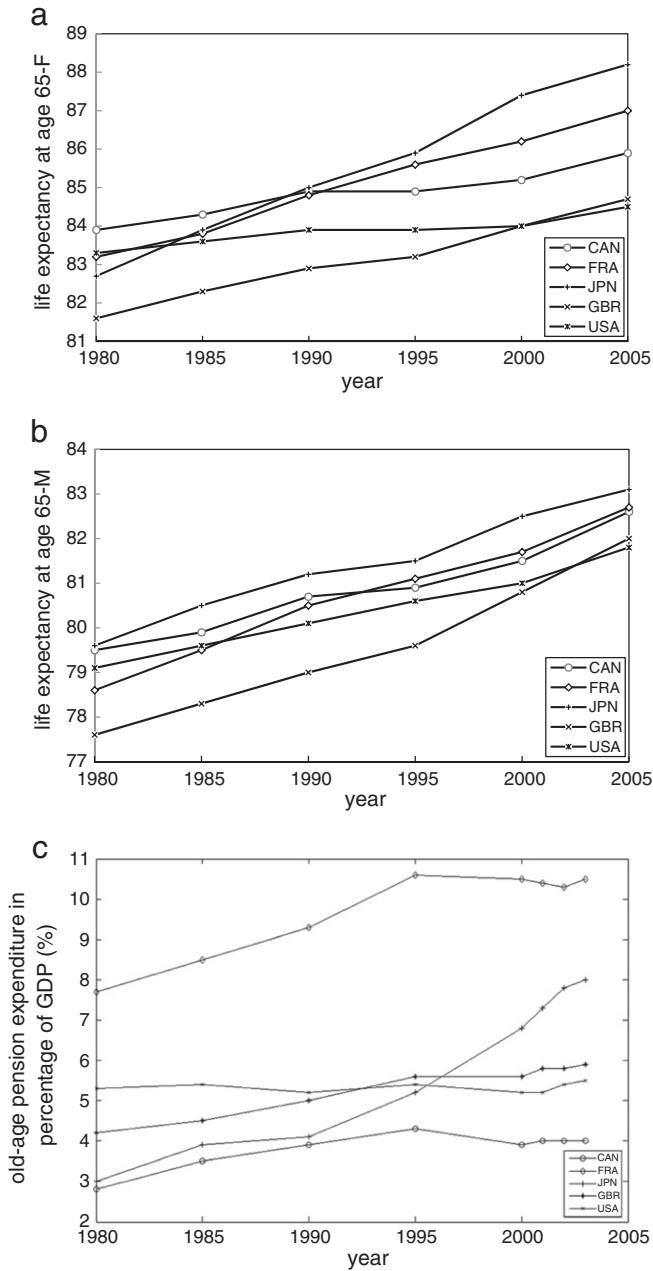 a
life expectancy at age 65-F
89
88
87
86
85
84
83
82
81
1980 1985 1990 1995 2000 2005
year
CAN
FRA
JPN
GBR
USA
b
life expectancy at age 65-M
84
83
82
81
80
79
78
77
1980 1985 1990 1995 2000 2005
year
CAN
FRA
JPN
GBR
USA
c
old-age pension expenditure in
percentage of GDP (%)
11
10
9
8
7
6
5
4
3
2
1980 1985 1990 1995 2000 2005
year
CAN
FRA
JPN
GBR
USA